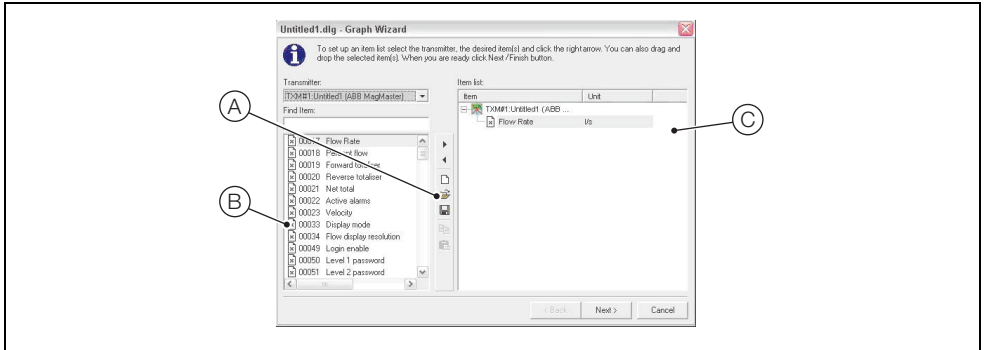 Untitled1.dlg - Graph Wizard
To set up an item list select the transmitter, the desired item(s) and click the right arrow. You can also drag and
drop the selected item(s). When you are ready click Next/Finish button.
Transmitter:
TXM#1:Untitled1 (ABB MagMaster)
Find Item:
00017 Flow Rate
00018 Percent flow
00019 Forward totaliser
00020 Reverse totaliser
00021 Net total
00022 Active alarms
00023 Velocity
00033 Display mode
00034 Flow display resolution
00049 Login enable
00050 Level 1 password
00051 Level 2 password
Item list:
Item Unit
TXM#1:Untitled1 (ABB ...
Flow Rate l/s
< Back Next > Cancel
A
B
C